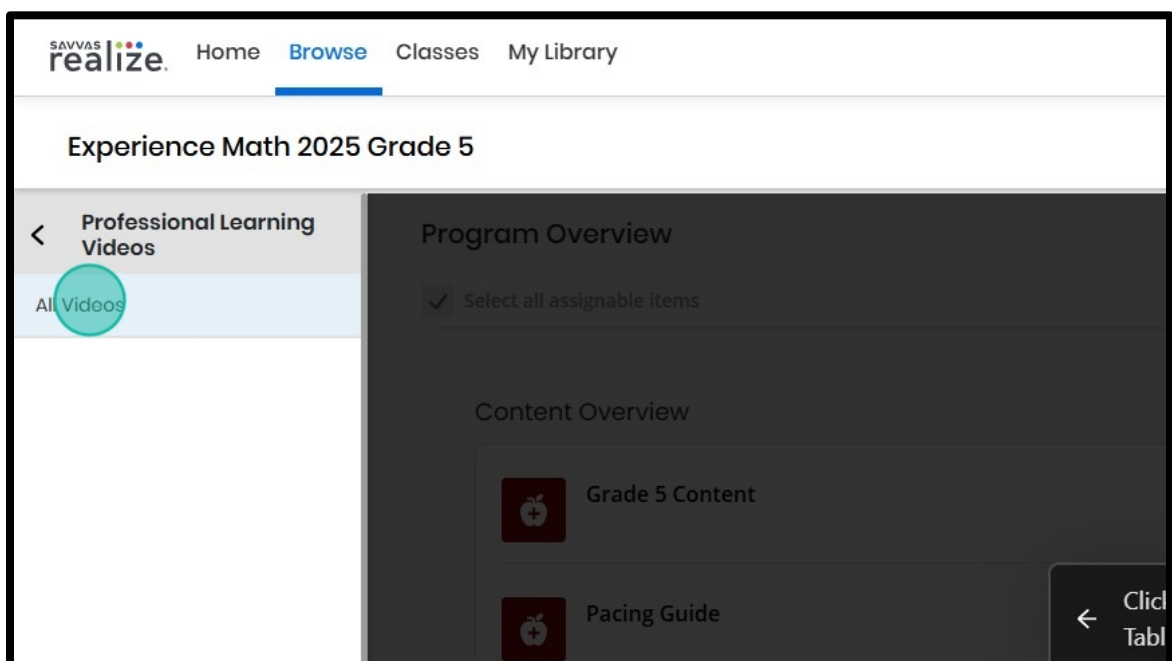 savvas
realize. Home Browse Classes My Library
Experience Math 2025 Grade 5
Professional Learning
Videos
Program Overview
All Videos
Select all assignable items
Content Overview
Grade 5 Content
Pacing Guide